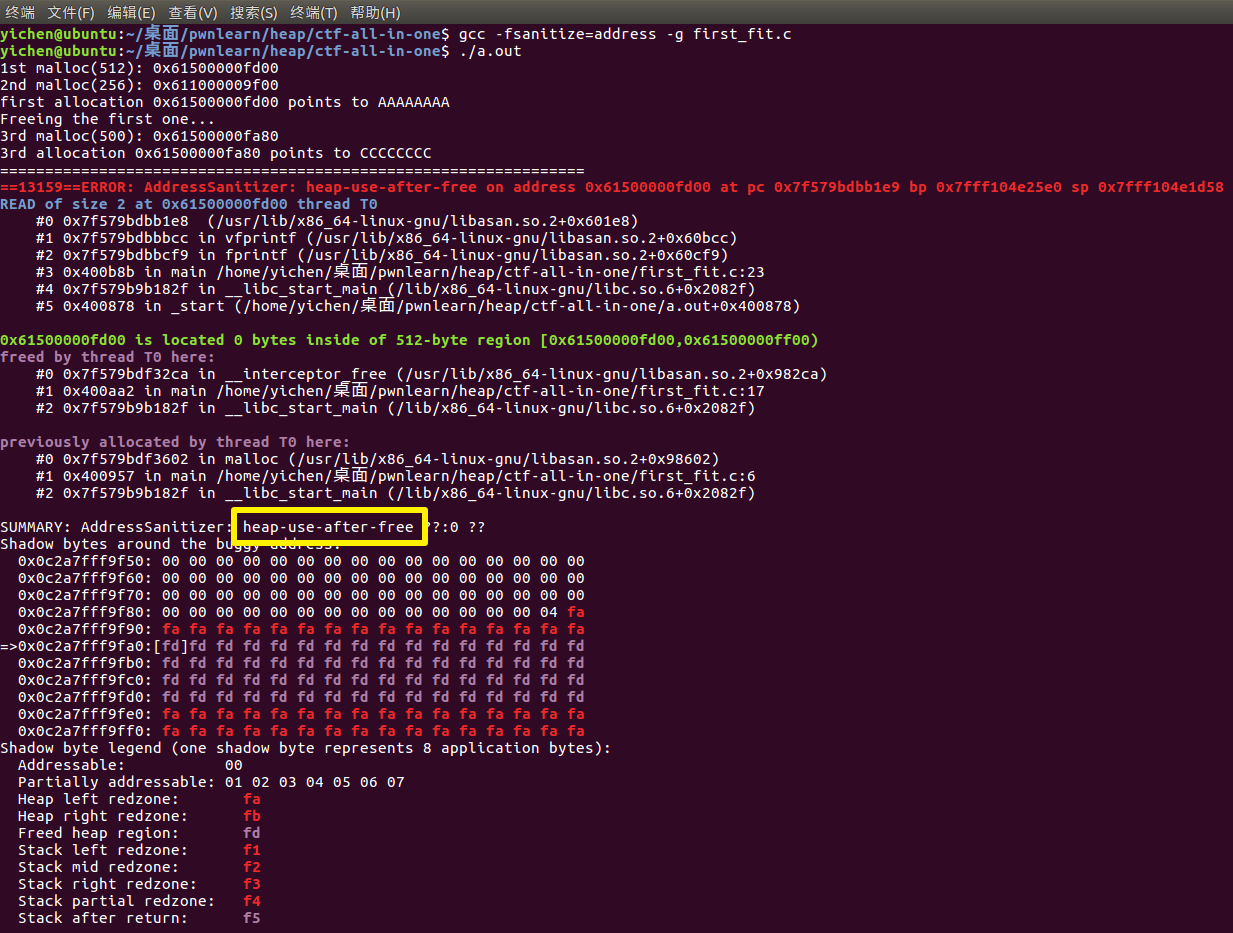 终端 文件(F) 编辑(E) 查看(V) 搜索(S) 终端(T) 帮助(H)
yichen@ubuntu:~/桌面/pwnlearn/heap/ctf-all-in-one$ gcc -fsanitize=address -g first_fit.c
yichen@ubuntu:~/桌面/pwnlearn/heap/ctf-all-in-one$ ./a.out
1st malloc(512): 0x61500000fd00
2nd malloc(256): 0x611000009f00
first allocation 0x61500000fd00 points to AAAAAAAA
Freeing the first one...
3rd malloc(500): 0x61500000fa80
3rd allocation 0x61500000fa80 points to CCCCCCCC
=================================================================
==13159==ERROR: AddressSanitizer: heap-use-after-free on address 0x61500000fd00 at pc 0x7f579bdbb1e9 bp 0x7fff104e25e0 sp 0x7fff104e1d58
READ of size 2 at 0x61500000fd00 thread T0
    #0 0x7f579bdbb1e8  (/usr/lib/x86_64-linux-gnu/libasan.so.2+0x601e8)
    #1 0x7f579bdbbbcc in vfprintf (/usr/lib/x86_64-linux-gnu/libasan.so.2+0x60bcc)
    #2 0x7f579bdbbcf9 in fprintf (/usr/lib/x86_64-linux-gnu/libasan.so.2+0x60cf9)
    #3 0x400b8b in main /home/yichen/桌面/pwnlearn/heap/ctf-all-in-one/first_fit.c:23
    #4 0x7f579b9b182f in __libc_start_main (/lib/x86_64-linux-gnu/libc.so.6+0x2082f)
    #5 0x400878 in _start (/home/yichen/桌面/pwnlearn/heap/ctf-all-in-one/a.out+0x400878)
0x61500000fd00 is located 0 bytes inside of 512-byte region [0x61500000fd00,0x61500000ff00)
freed by thread T0 here:
    #0 0x7f579bdf32ca in __interceptor_free (/usr/lib/x86_64-linux-gnu/libasan.so.2+0x982ca)
    #1 0x400aa2 in main /home/yichen/桌面/pwnlearn/heap/ctf-all-in-one/first_fit.c:17
    #2 0x7f579b9b182f in __libc_start_main (/lib/x86_64-linux-gnu/libc.so.6+0x2082f)
previously allocated by thread T0 here:
    #0 0x7f579bdf3602 in malloc (/usr/lib/x86_64-linux-gnu/libasan.so.2+0x98602)
    #1 0x400957 in main /home/yichen/桌面/pwnlearn/heap/ctf-all-in-one/first_fit.c:6
    #2 0x7f579b9b182f in __libc_start_main (/lib/x86_64-linux-gnu/libc.so.6+0x2082f)
SUMMARY: AddressSanitizer: heap-use-after-free ??:0 ??
Shadow bytes around the buggy address:
  0x0c2a7fff9f50: 00 00 00 00 00 00 00 00 00 00 00 00 00 00 00 00
  0x0c2a7fff9f60: 00 00 00 00 00 00 00 00 00 00 00 00 00 00 00 00
  0x0c2a7fff9f70: 00 00 00 00 00 00 00 00 00 00 00 00 00 00 00 00
  0x0c2a7fff9f80: 00 00 00 00 00 00 00 00 00 00 00 00 00 00 04 fa
  0x0c2a7fff9f90: fa fa fa fa fa fa fa fa fa fa fa fa fa fa fa fa
=>0x0c2a7fff9fa0:[fd]fd fd fd fd fd fd fd fd fd fd fd fd fd fd fd
  0x0c2a7fff9fb0: fd fd fd fd fd fd fd fd fd fd fd fd fd fd fd fd
  0x0c2a7fff9fc0: fd fd fd fd fd fd fd fd fd fd fd fd fd fd fd fd
  0x0c2a7fff9fd0: fd fd fd fd fd fd fd fd fd fd fd fd fd fd fd fd
  0x0c2a7fff9fe0: fa fa fa fa fa fa fa fa fa fa fa fa fa fa fa fa
  0x0c2a7fff9ff0: fa fa fa fa fa fa fa fa fa fa fa fa fa fa fa fa
Shadow byte legend (one shadow byte represents 8 application bytes):
  Addressable:           00
  Partially addressable: 01 02 03 04 05 06 07
  Heap left redzone:       fa
  Heap right redzone:      fb
  Freed heap region:       fd
  Stack left redzone:      f1
  Stack mid redzone:       f2
  Stack right redzone:     f3
  Stack partial redzone:   f4
  Stack after return:      f5